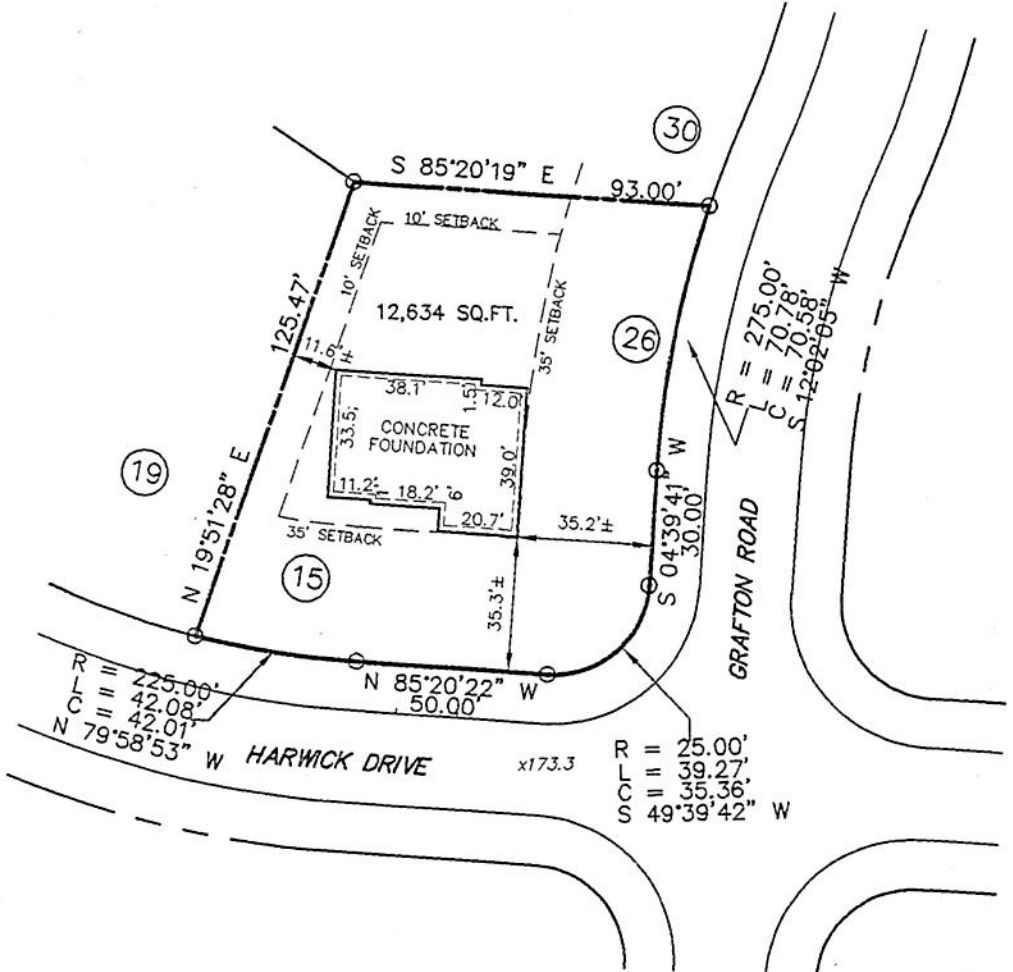 30
S 85°20'19" E
93.00'
10' SETBACK
10' SETBACK
125.47'
12,634 SQ.FT.
35' SETBACK
26
R = 275.00'
L = 70.78'
C = 70.58'
S 12°02'05" W
11.6'±
38.1'
1.5'
12.0'
33.5'
CONCRETE
FOUNDATION
39.0'
19
N 19°51'28" E
11.2'
18.2'
20.7'
35' SETBACK
35.2'±
S 04°39'41" W
30.00'
15
35.3'±
GRAFTON ROAD
R = 225.00'
L = 42.08'
C = 42.01'
N 79°58'53" W
N 85°20'22" W
50.00'
HARWICK DRIVE
x173.3
R = 25.00'
L = 39.27'
C = 35.36'
S 49°39'42" W